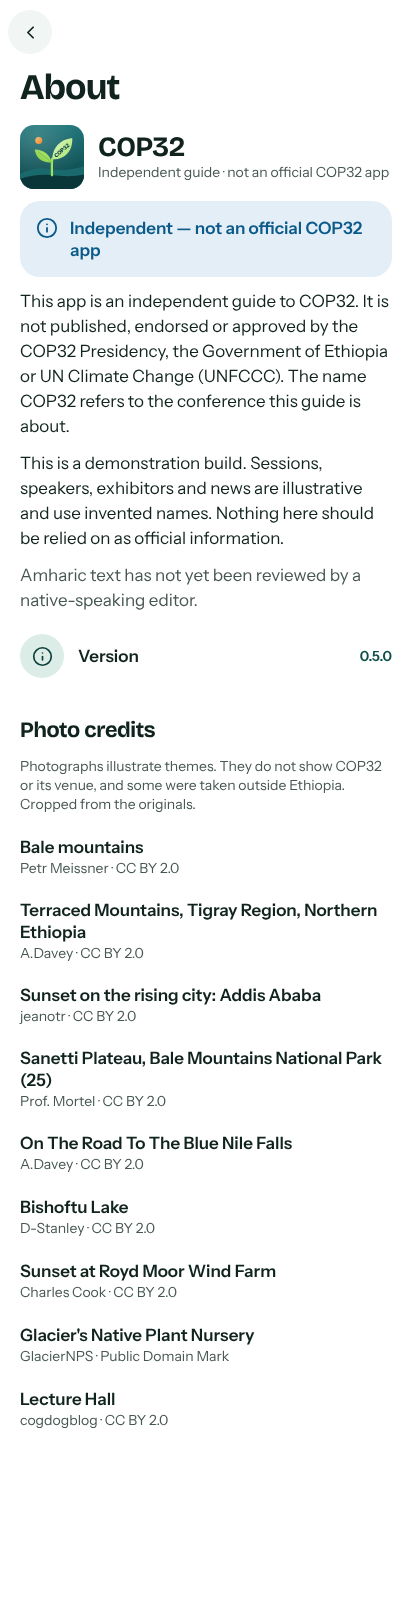 About
COP32
COP32
Independent guide · not an official COP32 app
Independent — not an official COP32
app
This app is an independent guide to COP32. It is
not published, endorsed or approved by the
COP32 Presidency, the Government of Ethiopia
or UN Climate Change (UNFCCC). The name
COP32 refers to the conference this guide is
about.
This is a demonstration build. Sessions,
speakers, exhibitors and news are illustrative
and use invented names. Nothing here should
be relied on as official information.
Amharic text has not yet been reviewed by a
native-speaking editor.
Version
0.5.0
Photo credits
Photographs illustrate themes. They do not show COP32
or its venue, and some were taken outside Ethiopia.
Cropped from the originals.
Bale mountains
Petr Meissner · CC BY 2.0
Terraced Mountains, Tigray Region, Northern
Ethiopia
A.Davey · CC BY 2.0
Sunset on the rising city: Addis Ababa
jeanotr · CC BY 2.0
Sanetti Plateau, Bale Mountains National Park
(25)
Prof. Mortel · CC BY 2.0
On The Road To The Blue Nile Falls
A.Davey · CC BY 2.0
Bishoftu Lake
D-Stanley · CC BY 2.0
Sunset at Royd Moor Wind Farm
Charles Cook · CC BY 2.0
Glacier's Native Plant Nursery
GlacierNPS · Public Domain Mark
Lecture Hall
cogdogblog · CC BY 2.0